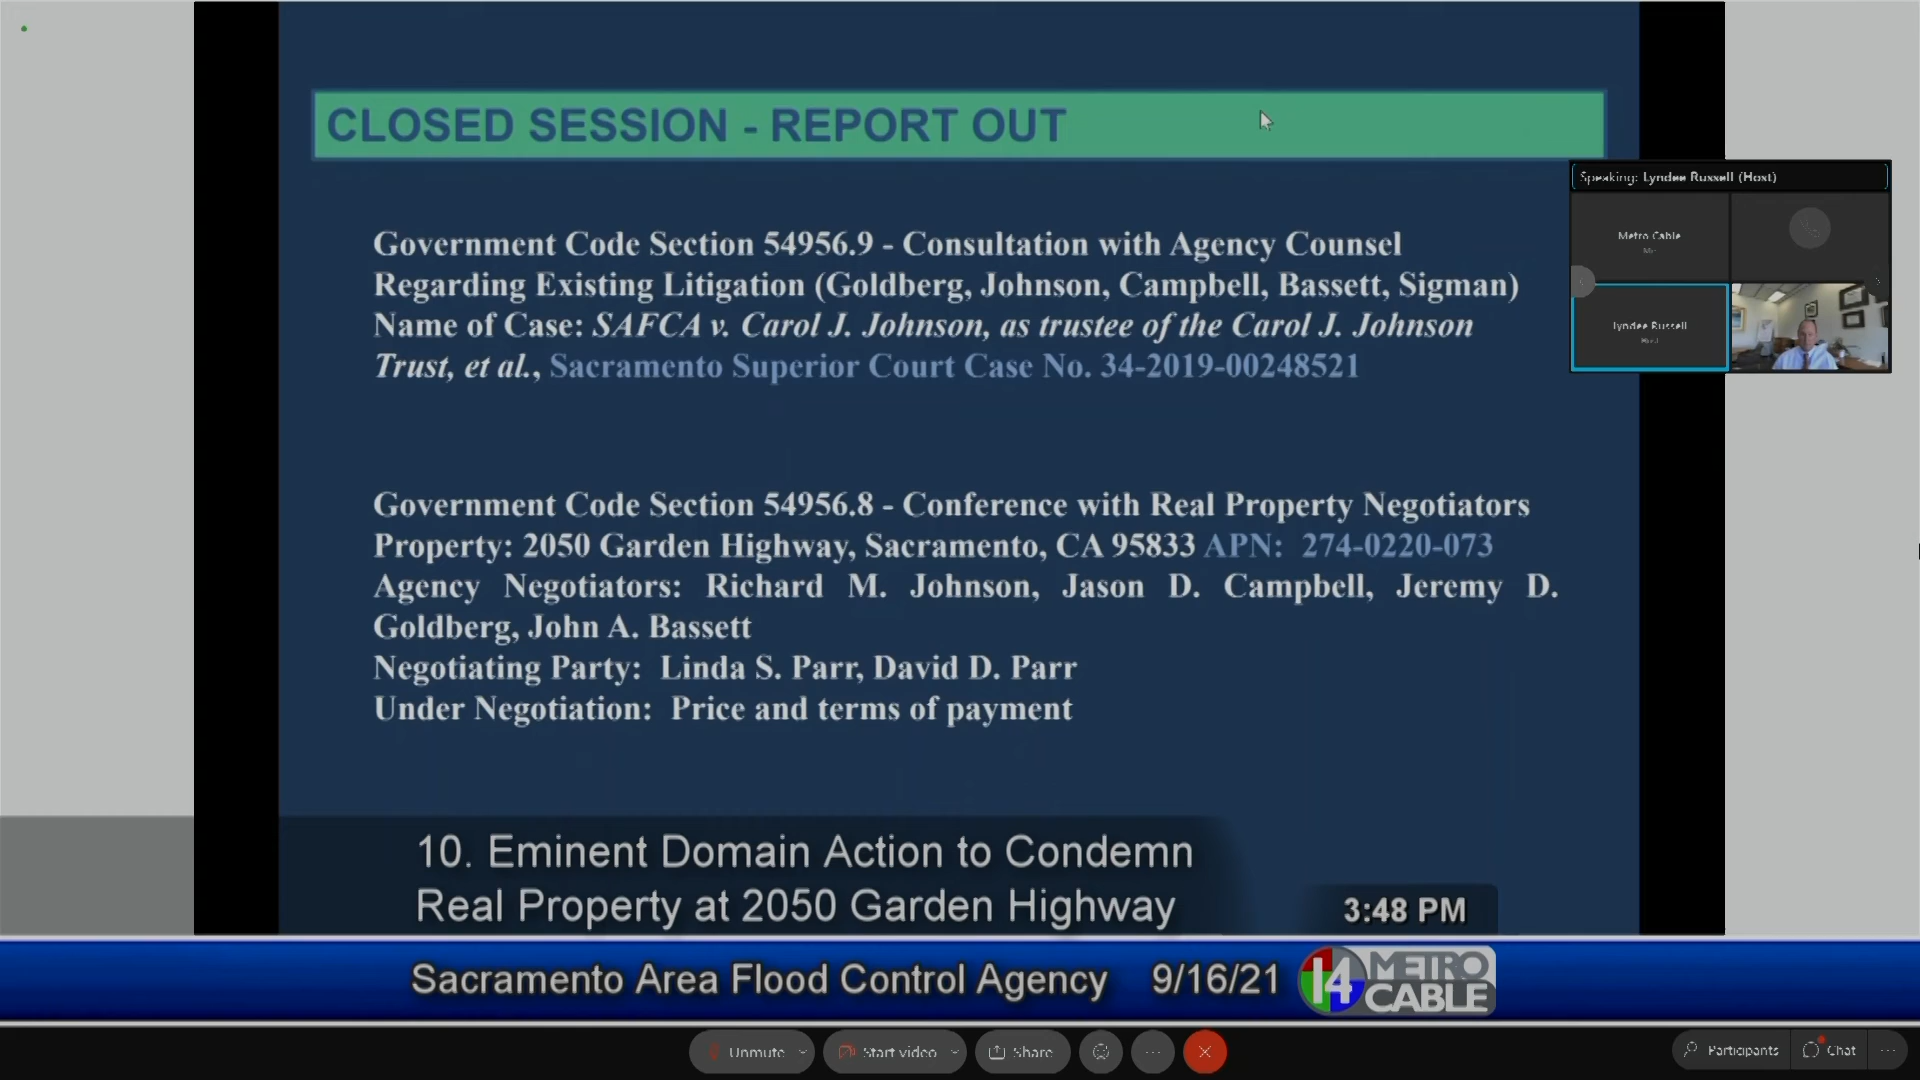 CLOSED SESSION - REPORT OUT
Speaking: Lyndee Russell (Host)
Metro Cable
Lyndee Russell
Host
Government Code Section 54956.9 - Consultation with Agency Counsel
Regarding Existing Litigation (Goldberg, Johnson, Campbell, Bassett, Sigman)
Name of Case: SAFCA v. Carol J. Johnson, as trustee of the Carol J. Johnson
Trust, et al., Sacramento Superior Court Case No. 34-2019-00248521
Government Code Section 54956.8 - Conference with Real Property Negotiators
Property: 2050 Garden Highway, Sacramento, CA 95833 APN: 274-0220-073
Agency Negotiators: Richard M. Johnson, Jason D. Campbell, Jeremy D.
Goldberg, John A. Bassett
Negotiating Party: Linda S. Parr, David D. Parr
Under Negotiation: Price and terms of payment
10. Eminent Domain Action to Condemn
Real Property at 2050 Garden Highway
3:48 PM
Sacramento Area Flood Control Agency 9/16/21
14 METRO
CABLE
Unmute
Start video
Share
Participants
Chat